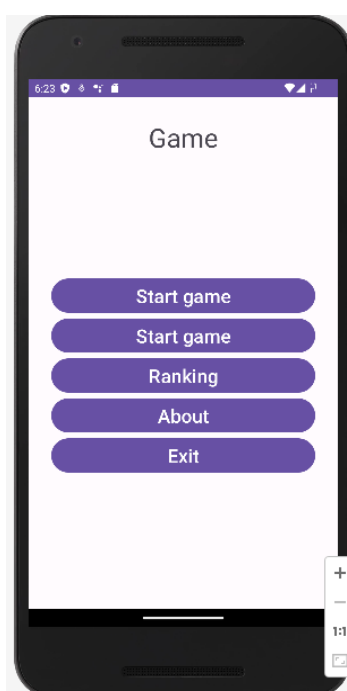 6:23
Game
Start game
Start game
Ranking
About
Exit
+
−
1:1